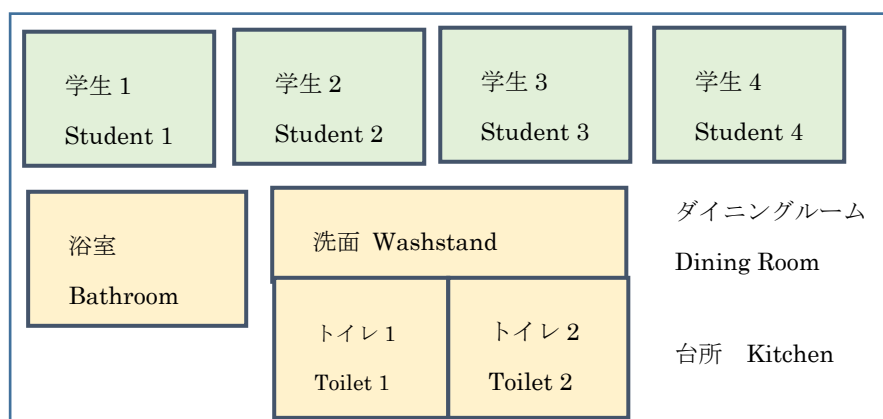 学生 1
Student 1
学生 2
Student 2
学生 3
Student 3
学生 4
Student 4
浴室
Bathroom
洗面 Washstand
トイレ 1
Toilet 1
トイレ 2
Toilet 2
ダイニングルーム
Dining Room
台所　Kitchen